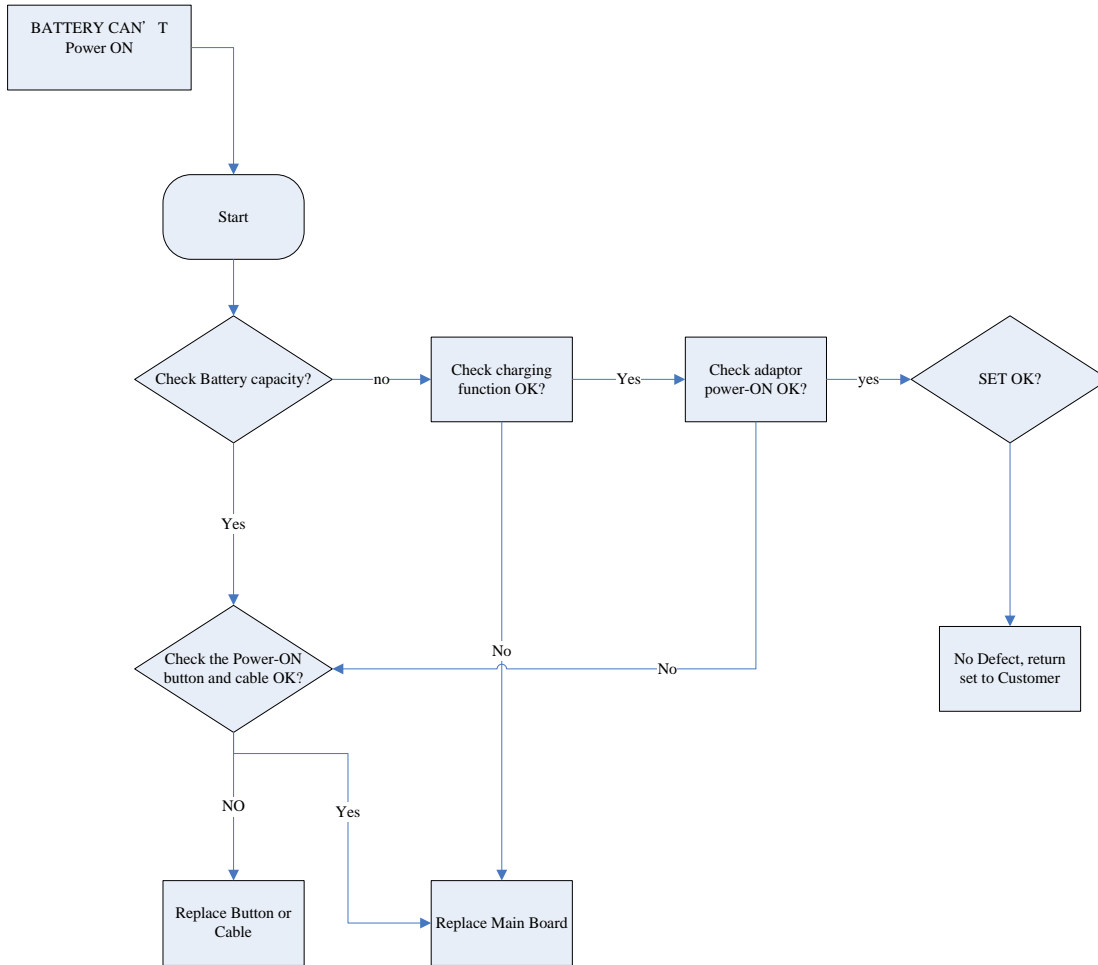 BATTERY CAN’T
Power ON
Start
Check Battery capacity?
no
Check charging
function OK?
Yes
Check adaptor
power-ON OK?
yes
SET OK?
Yes
Check the Power-ON
button and cable OK?
No
No
No Defect, return
set to Customer
NO
Yes
Replace Button or
Cable
Replace Main Board